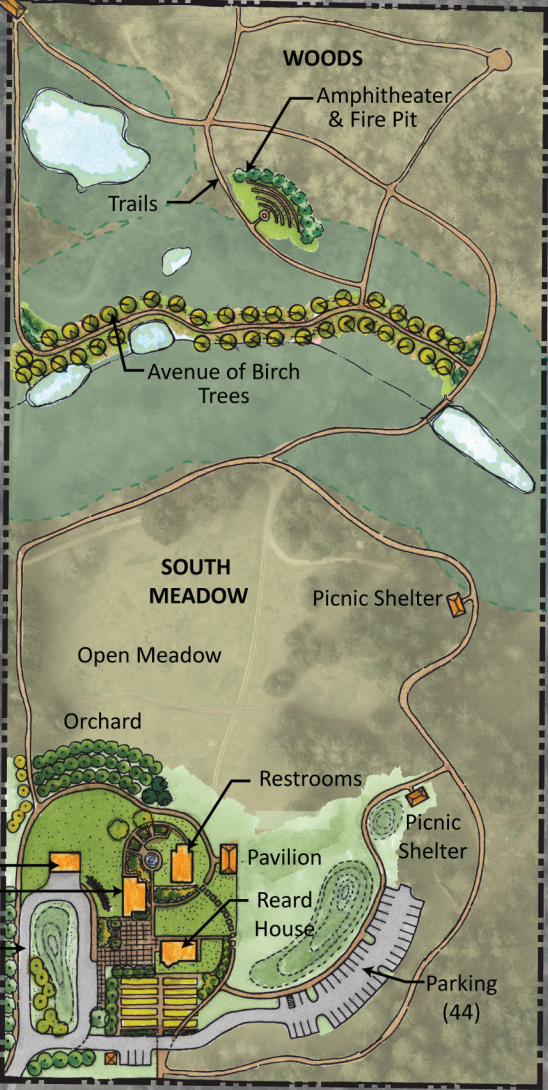 WOODS
Amphitheater
& Fire Pit
Trails
Avenue of Birch
Trees
SOUTH
MEADOW
Picnic Shelter
Open Meadow
Orchard
Restrooms
Picnic
Shelter
Pavilion
Reard
House
Parking
(44)